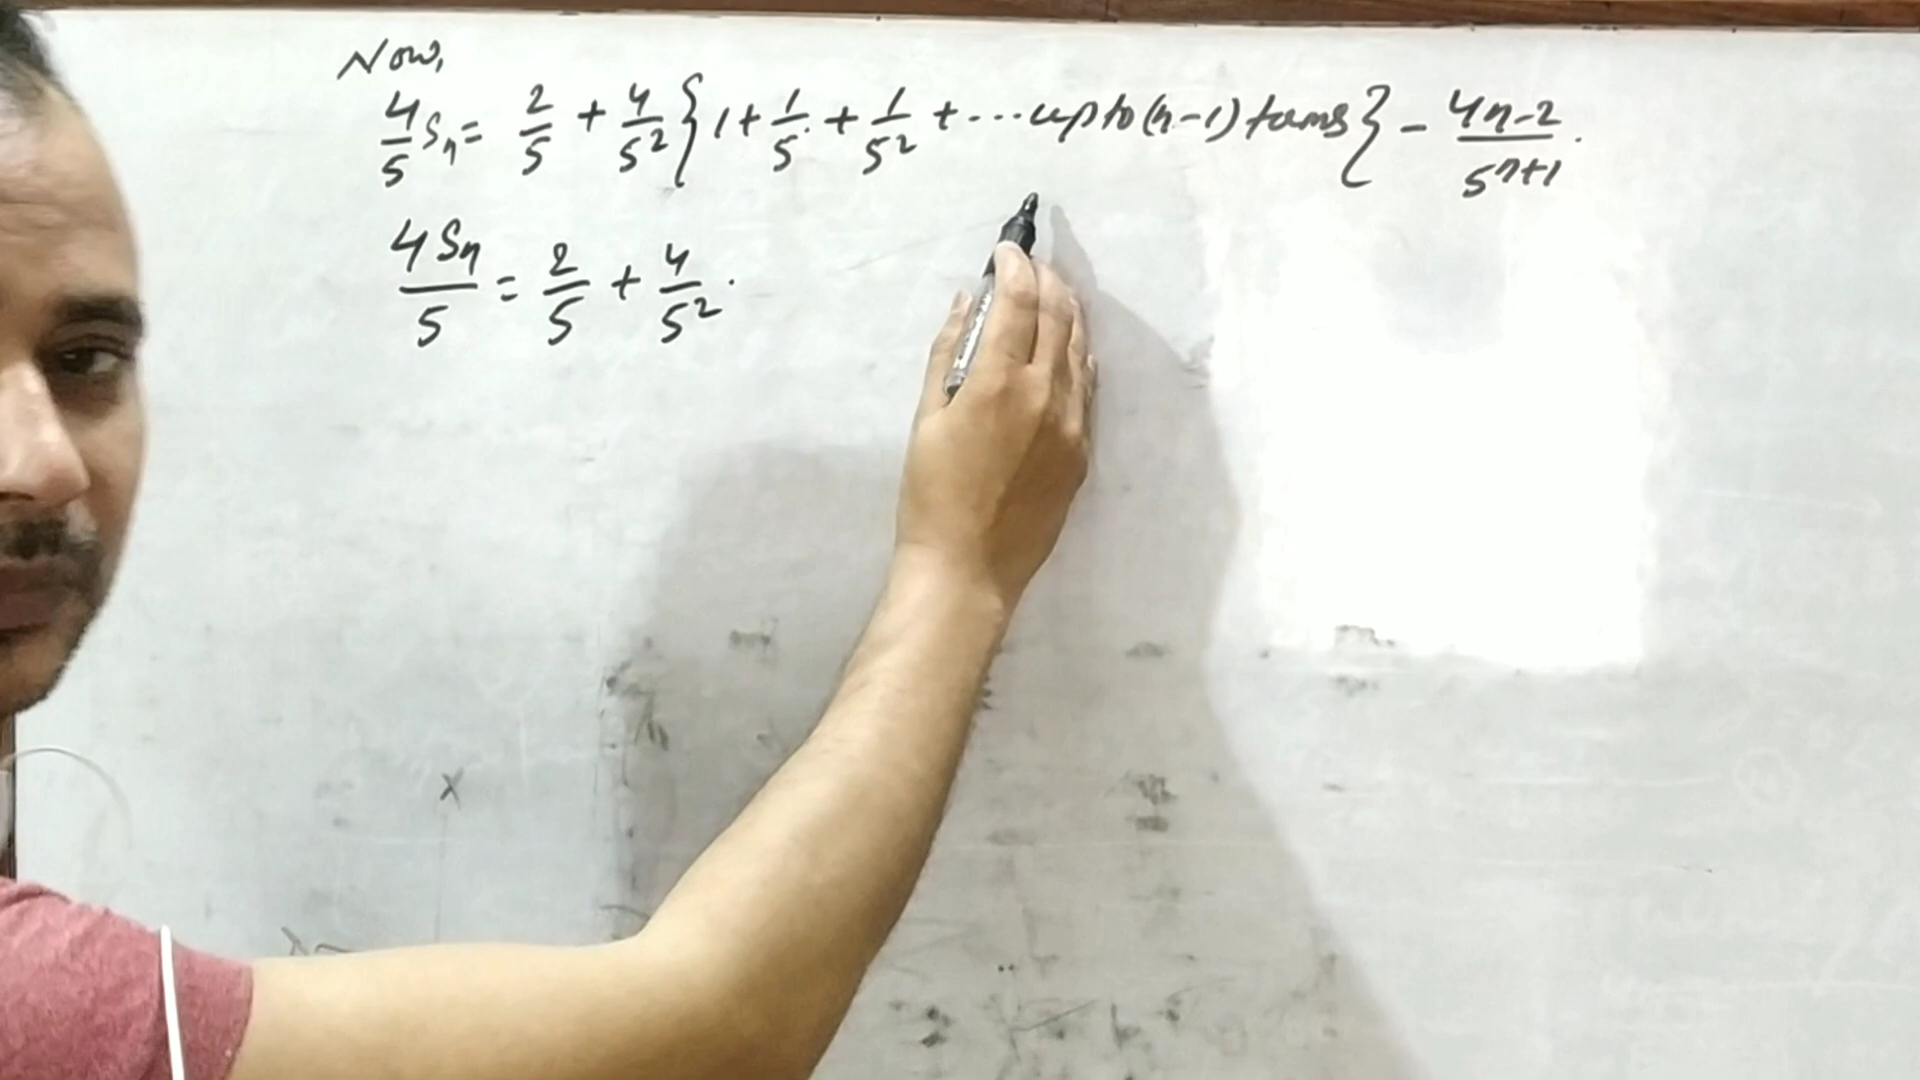 Now,
4/5 Sn = 2/5 + 4/5² { 1 + 1/5 + 1/5² + ... upto (n-1) terms } - 4n-2/5ⁿ⁺¹.
4Sn/5 = 2/5 + 4/5² .
x